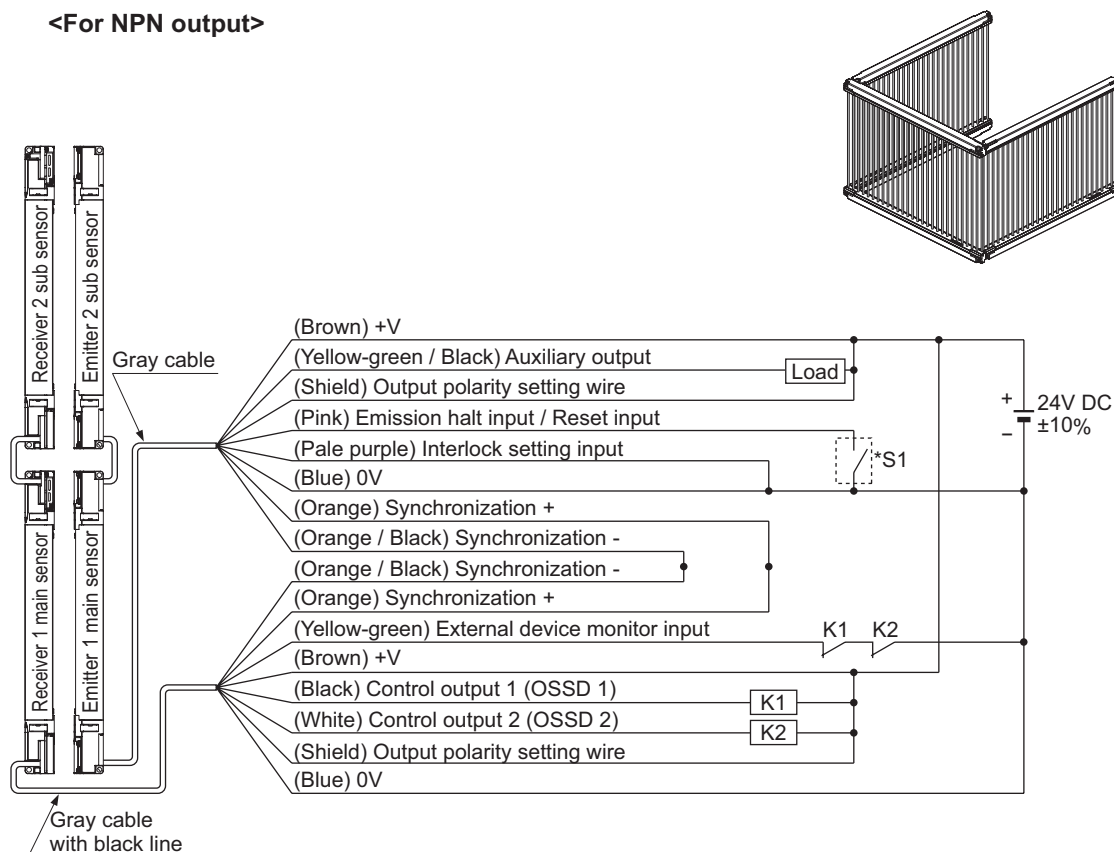 <For NPN output>
Receiver 2 sub sensor
Emitter 2 sub sensor
Receiver 1 main sensor
Emitter 1 main sensor
Gray cable
(Brown) +V
(Yellow-green / Black) Auxiliary output
Load
(Shield) Output polarity setting wire
(Pink) Emission halt input / Reset input
(Pale purple) Interlock setting input
*S1
(Blue) 0V
+
24V DC
±10%
−
(Orange) Synchronization +
(Orange / Black) Synchronization -
(Orange / Black) Synchronization -
(Orange) Synchronization +
(Yellow-green) External device monitor input
K1
K2
(Brown) +V
(Black) Control output 1 (OSSD 1)
K1
(White) Control output 2 (OSSD 2)
K2
(Shield) Output polarity setting wire
(Blue) 0V
Gray cable
with black line